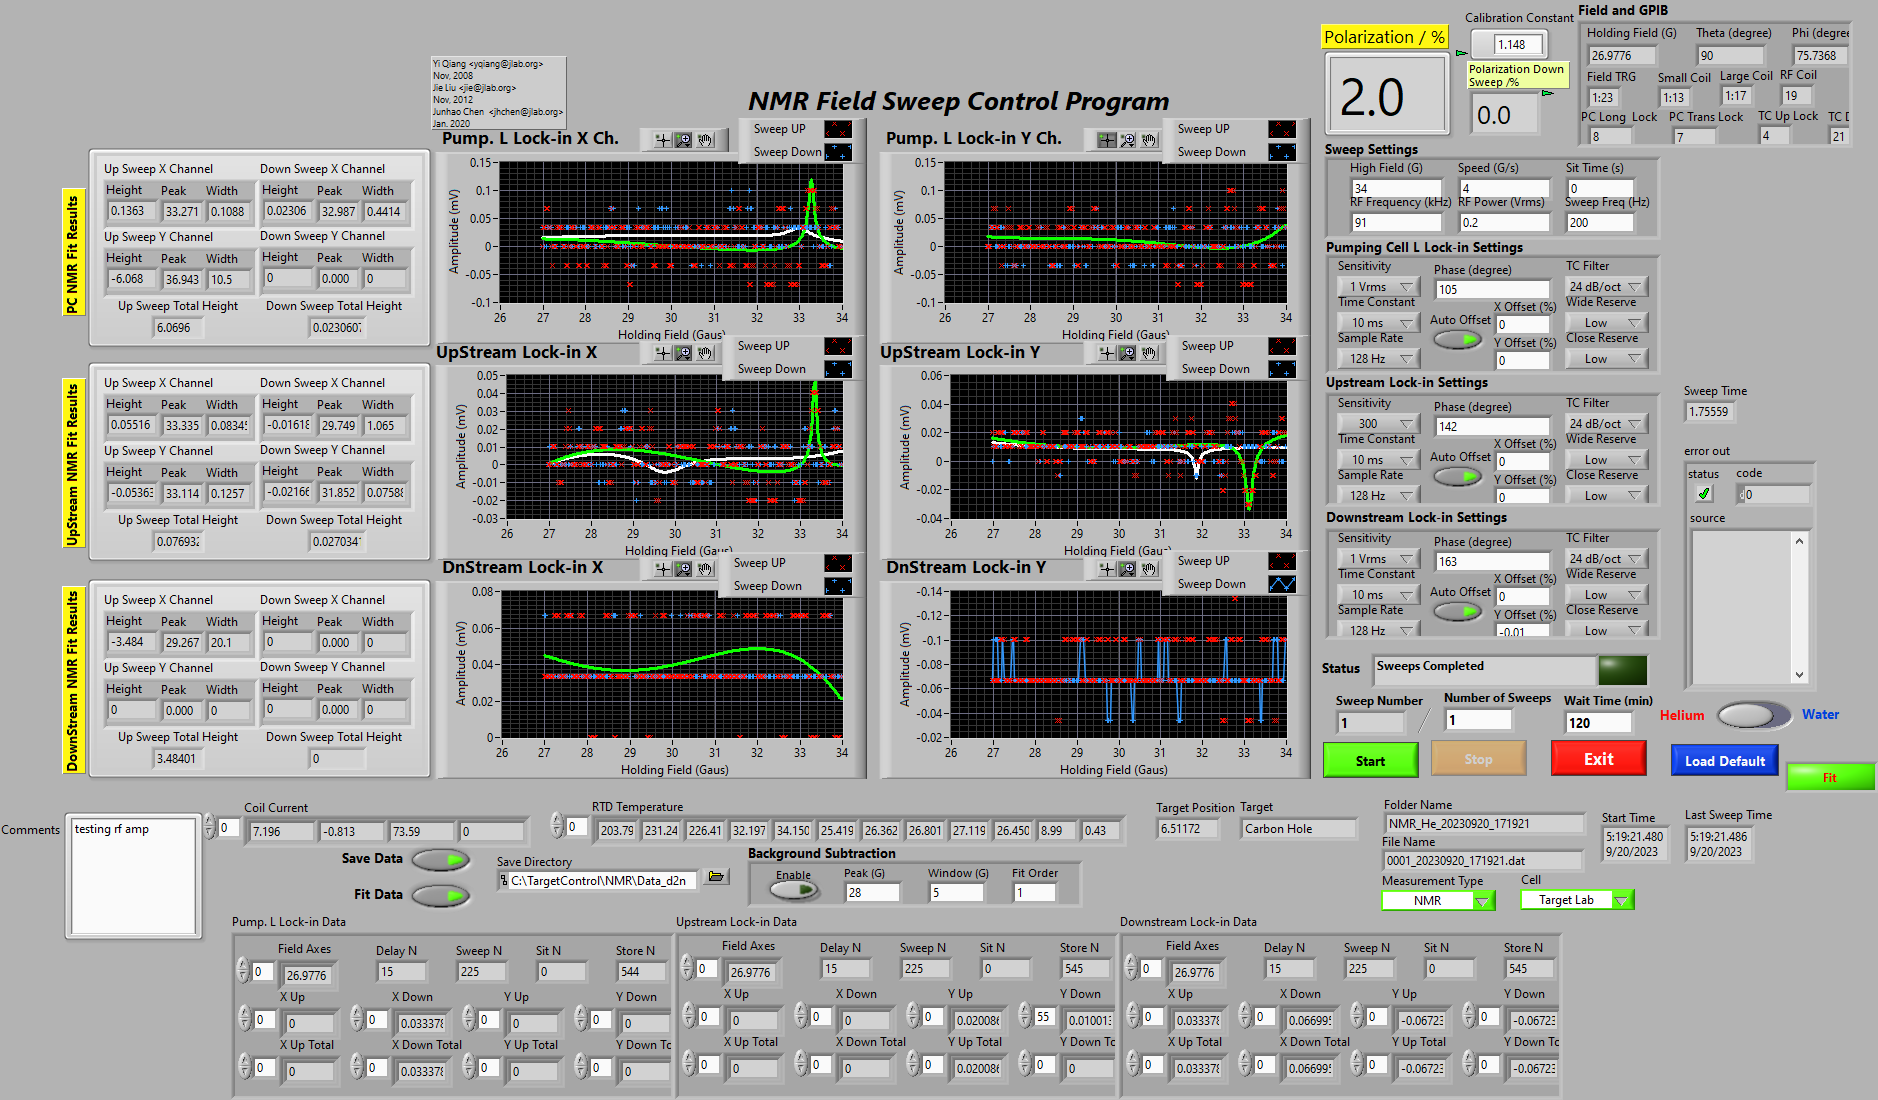 Yi Qiang <yqiang@jlab.org>
Nov, 2008
Jie Liu <jie@jlab.org>
Nov, 2012
Junhao Chen <jhchen@jlab.org>
Jan. 2020
NMR Field Sweep Control Program
Polarization / %
2.0
Calibration Constant
1.148
Polarization Down
Sweep /%
0.0
Field and GPIB
Holding Field (G) Theta (degree) Phi (degree
26.9776 90 75.7368
Field TRG Small Coil Large Coil RF Coil
1:23 1:13 1:17 19
PC Long Lock PC Trans Lock TC Up Lock TC D
8 7 4 21
PC NMR Fit Results
Up Sweep X Channel Down Sweep X Channel
Height Peak Width Height Peak Width
0.1363 33.271 0.1088 0.02306 32.987 0.4414
Up Sweep Y Channel Down Sweep Y Channel
Height Peak Width Height Peak Width
-6.068 36.943 10.5 0 0.000 0
Up Sweep Total Height Down Sweep Total Height
6.0696 0.023060
UpStream NMR Fit Results
Up Sweep X Channel Down Sweep X Channel
Height Peak Width Height Peak Width
0.05516 33.335 0.0834 -0.01618 29.749 1.065
Up Sweep Y Channel Down Sweep Y Channel
Height Peak Width Height Peak Width
-0.05363 33.114 0.1257 -0.02166 31.852 0.07588
Up Sweep Total Height Down Sweep Total Height
0.07693 0.027034
DownStream NMR Fit Results
Up Sweep X Channel Down Sweep X Channel
Height Peak Width Height Peak Width
-3.484 29.267 20.1 0 0.000 0
Up Sweep Y Channel Down Sweep Y Channel
Height Peak Width Height Peak Width
0 0.000 0 0 0.000 0
Up Sweep Total Height Down Sweep Total Height
3.48401 0
Pump. L Lock-in X Ch.
Sweep UP
Sweep Down
Amplitude (mV)
0.15
0.1
0.05
0
-0.05
-0.1
26 27 28 29 30 31 32 33 34
Holding Field (Gaus)
Pump. L Lock-in Y Ch.
Sweep UP
Sweep Down
Amplitude (mV)
0.15
0.1
0.05
0
-0.05
-0.1
26 27 28 29 30 31 32 33 34
Holding Field (Gaus)
UpStream Lock-in X
Sweep UP
Sweep Down
Amplitude (mV)
0.05
0.04
0.03
0.02
0.01
0
-0.01
-0.02
-0.03
26 27 28 29 30 31 32 33 34
Holding Field (Gaus)
UpStream Lock-in Y
Sweep UP
Sweep Down
Amplitude (mV)
0.06
0.04
0.02
0
-0.02
-0.04
26 27 28 29 30 31 32 33 34
Holding Field (Gaus)
DnStream Lock-in X
Sweep UP
Sweep Down
Amplitude (mV)
0.08
0.06
0.04
0.02
0
26 27 28 29 30 31 32 33 34
Holding Field (Gaus)
DnStream Lock-in Y
Sweep UP
Sweep Down
Amplitude (mV)
-0.14
-0.12
-0.1
-0.08
-0.06
-0.04
-0.02
26 27 28 29 30 31 32 33 34
Holding Field (Gaus)
Sweep Settings
High Field (G) Speed (G/s) Sit Time (s)
34 4 0
RF Frequency (kHz) RF Power (Vrms) Sweep Freq (Hz)
91 0.2 200
Pumping Cell L Lock-in Settings
Sensitivity Phase (degree) TC Filter
1 Vrms 105 24 dB/oct
Time Constant X Offset (%) Wide Reserve
10 ms Auto Offset 0 Low
Sample Rate Y Offset (%) Close Reserve
128 Hz 0 Low
Upstream Lock-in Settings
Sensitivity Phase (degree) TC Filter
300 142 24 dB/oct
Time Constant X Offset (%) Wide Reserve
10 ms Auto Offset 0 Low
Sample Rate Y Offset (%) Close Reserve
128 Hz 0 Low
Downstream Lock-in Settings
Sensitivity Phase (degree) TC Filter
1 Vrms 163 24 dB/oct
Time Constant X Offset (%) Wide Reserve
10 ms Auto Offset 0 Low
Sample Rate Y Offset (%) Close Reserve
128 Hz -0.01 Low
Sweep Time
1.75559
error out
status code
0
source
Status Sweeps Completed
Sweep Number Number of Sweeps Wait Time (min)
1 / 1 120
Helium Water
Start Stop Exit Load Default Fit
Comments
testing rf amp
Coil Current
0 7.196 -0.813 73.59 0
RTD Temperature
0 203.79 231.24 226.41 32.197 34.150 25.419 26.362 26.801 27.119 26.450 8.99 0.43
Target Position Target
6.51172 Carbon Hole
Folder Name
NMR_He_20230920_171921
File Name
0001_20230920_171921.dat
Start Time
5:19:21.480
9/20/2023
Last Sweep Time
5:19:21.486
9/20/2023
Save Data
Fit Data
Save Directory
C:\TargetControl\NMR\Data_d2n
Background Subtraction
Enable Peak (G) Window (G) Fit Order
28 5 1
Measurement Type Cell
NMR Target Lab
Pump. L Lock-in Data
Field Axes Delay N Sweep N Sit N Store N
0 26.9776 15 225 0 544
X Up X Down Y Up Y Down
0 0 0 0.033378 0 0 0 0
X Up Total X Down Total Y Up Total Y Down To
0 0 0 0.033378 0 0 0 0
Upstream Lock-in Data
Field Axes Delay N Sweep N Sit N Store N
0 26.9776 15 225 0 545
X Up X Down Y Up Y Down
0 0 0 0 0 0.020086 55 0.010013
X Up Total X Down Total Y Up Total Y Down To
0 0 0 0 0 0.020086 0 0
Downstream Lock-in Data
Field Axes Delay N Sweep N Sit N Store N
0 26.9776 15 225 0 545
X Up X Down Y Up Y Down
0 0.033378 0 0.066995 0 -0.06723 0 -0.06723
X Up Total X Down Total Y Up Total Y Down To
0 0.033378 0 0.066995 0 -0.06723 0 -0.06723